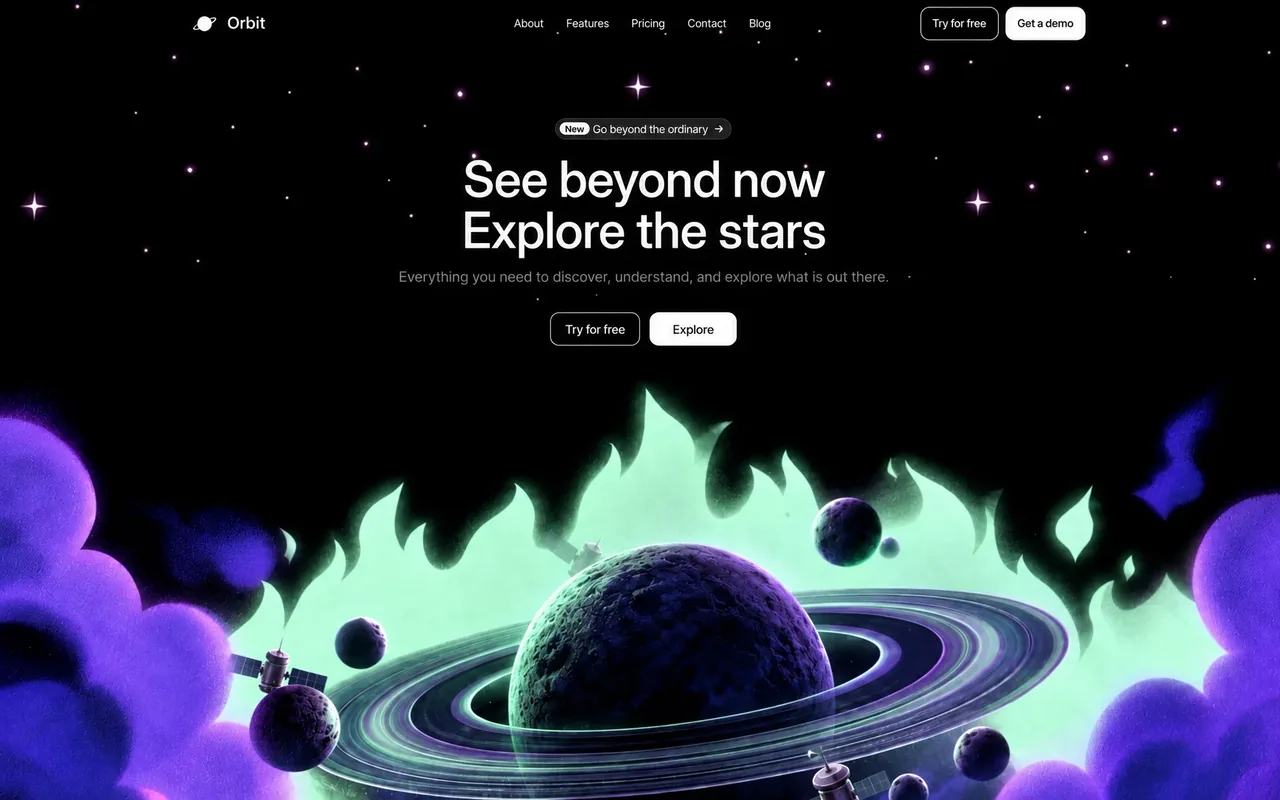 Orbit
About
Features
Pricing
Contact
Blog
Try for free
Get a demo
New Go beyond the ordinary →
See beyond now
Explore the stars
Everything you need to discover, understand, and explore what is out there.
Try for free
Explore